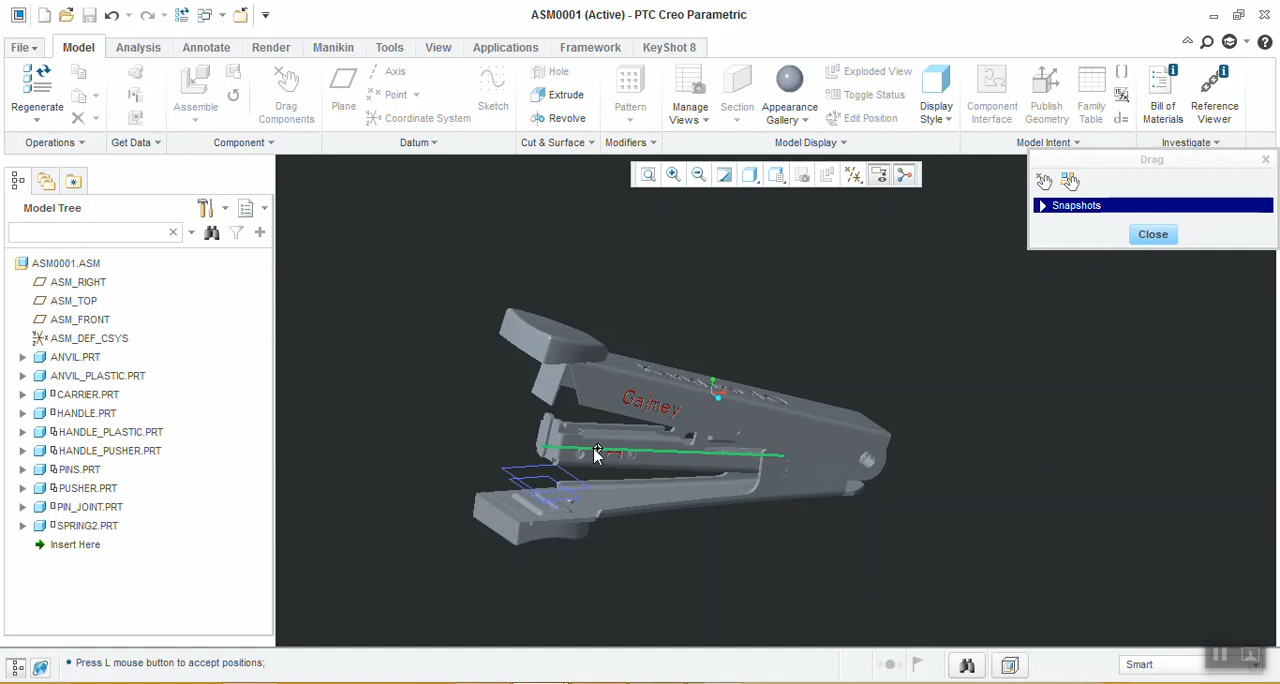 ASM0001 (Active) - PTC Creo Parametric
File Model Analysis Annotate Render Manikin Tools View Applications Framework KeyShot 8
Regenerate
Operations
Get Data
Assemble
Drag Components
Component
Plane
Axis
Point
Coordinate System
Sketch
Datum
Hole
Extrude
Revolve
Cut & Surface
Pattern
Modifiers
Manage Views
Section
Appearance Gallery
Exploded View
Toggle Status
Edit Position
Display Style
Model Display
Component Interface
Publish Geometry
Family Table
d=
Model Intent
Bill of Materials
Reference Viewer
Investigate
Drag
Snapshots
Close
Model Tree
ASM0001.ASM
ASM_RIGHT
ASM_TOP
ASM_FRONT
ASM_DEF_CSYS
ANVIL.PRT
ANVIL_PLASTIC.PRT
CARRIER.PRT
HANDLE.PRT
HANDLE_PLASTIC.PRT
HANDLE_PUSHER.PRT
PINS.PRT
PUSHER.PRT
PIN_JOINT.PRT
SPRING2.PRT
Insert Here
Press L mouse button to accept positions;
Smart